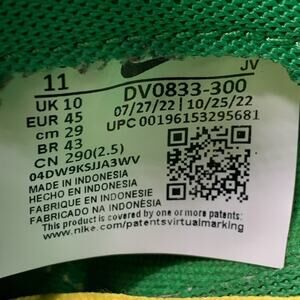 11 JV
UK 10 DV0833-300
EUR 45 07/27/22 10/25/22
cm 29 UPC 00196153295681
BR 43
CN 290(2.5)
04DW9KSJJA3WV
MADE IN INDONESIA
HECHO EN INDONESIA
FABRIQUE EN INDONESIE
FABRICADO NA INDONÉSIA
This product is covered by one or more patents:
www.nike.com/patentsvirtualmarking